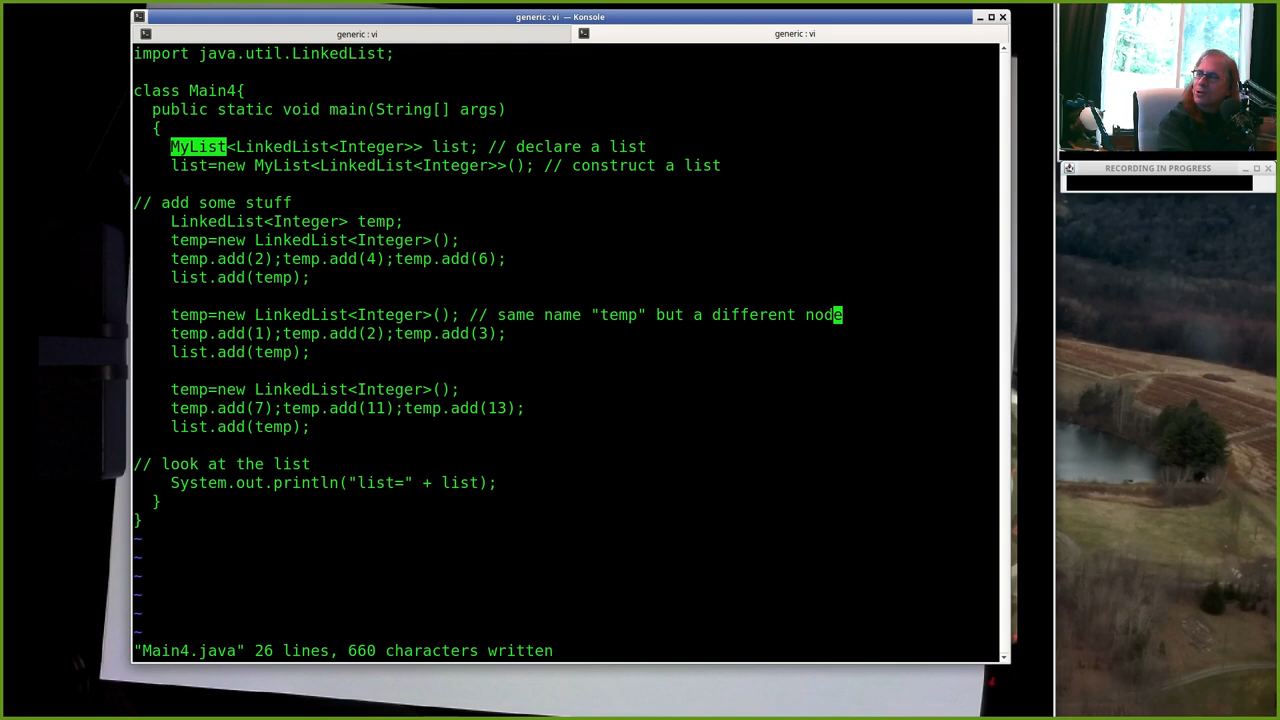 generic : vi — Konsole
generic : vi
generic : vi
import java.util.LinkedList;
class Main4{
public static void main(String[] args)
{
MyList<LinkedList<Integer>> list; // declare a list
list=new MyList<LinkedList<Integer>>(); // construct a list
// add some stuff
LinkedList<Integer> temp;
temp=new LinkedList<Integer>();
temp.add(2);temp.add(4);temp.add(6);
list.add(temp);
temp=new LinkedList<Integer>(); // same name "temp" but a different node
temp.add(1);temp.add(2);temp.add(3);
list.add(temp);
temp=new LinkedList<Integer>();
temp.add(7);temp.add(11);temp.add(13);
list.add(temp);
// look at the list
System.out.println("list=" + list);
}
}
~
~
~
~
~
~
"Main4.java" 26 lines, 660 characters written
RECORDING IN PROGRESS